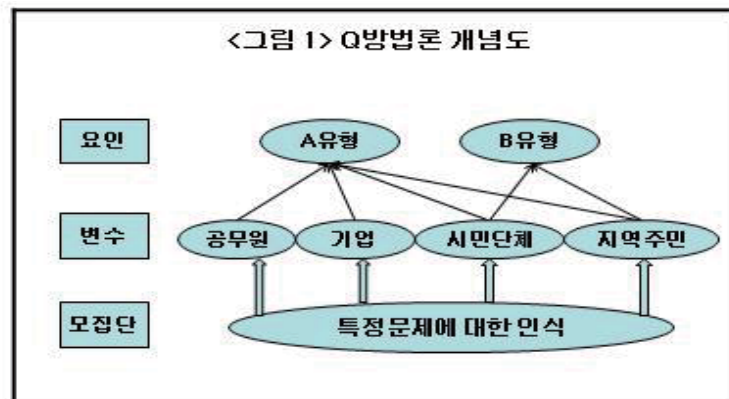 <그림 1> Q방법론 개념도
요인
A유형
B유형
변수
공무원
기업
시민단체
지역주민
모집단
특정문제에 대한 인식